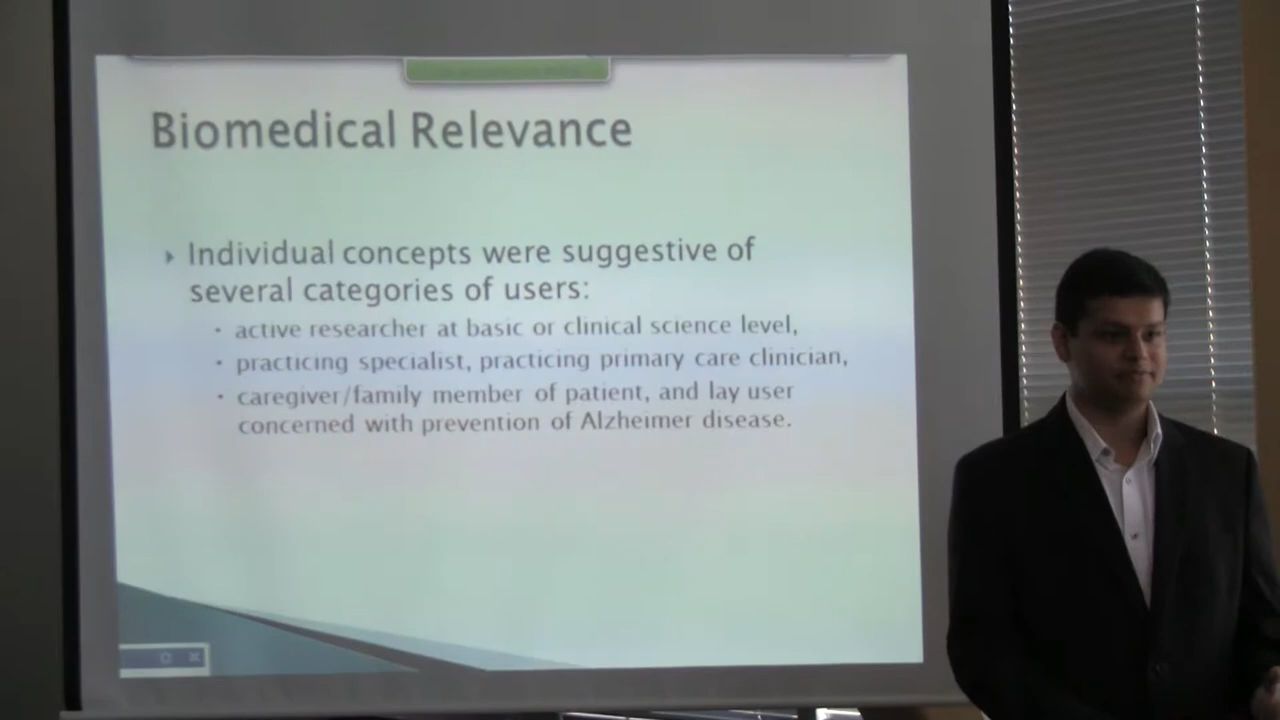 Biomedical Relevance
Individual concepts were suggestive of
several categories of users:
active researcher at basic or clinical science level,
practicing specialist, practicing primary care clinician,
caregiver/family member of patient, and lay user
concerned with prevention of Alzheimer disease.